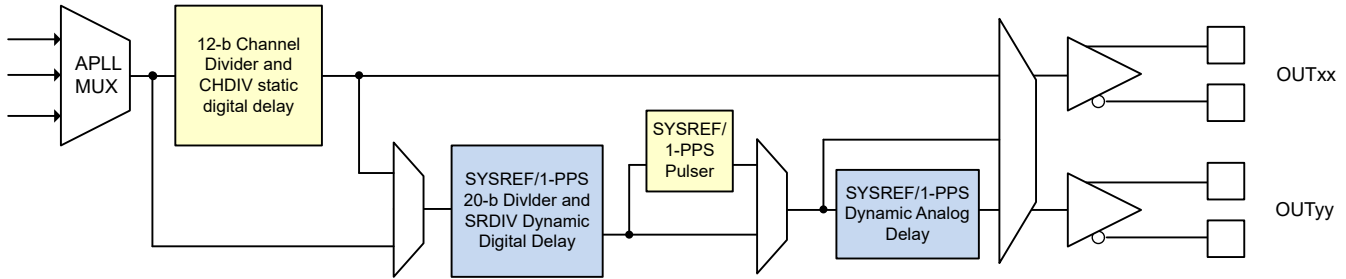 APLL
MUX
12-b Channel
Divider and
CHDIV static
digital delay
SYSREF/1-PPS
20-b Divlder and
SRDIV Dynamic
Digital Delay
SYSREF/
1-PPS
Pulser
SYSREF/1-PPS
Dynamic Analog
Delay
OUTxx
OUTyy